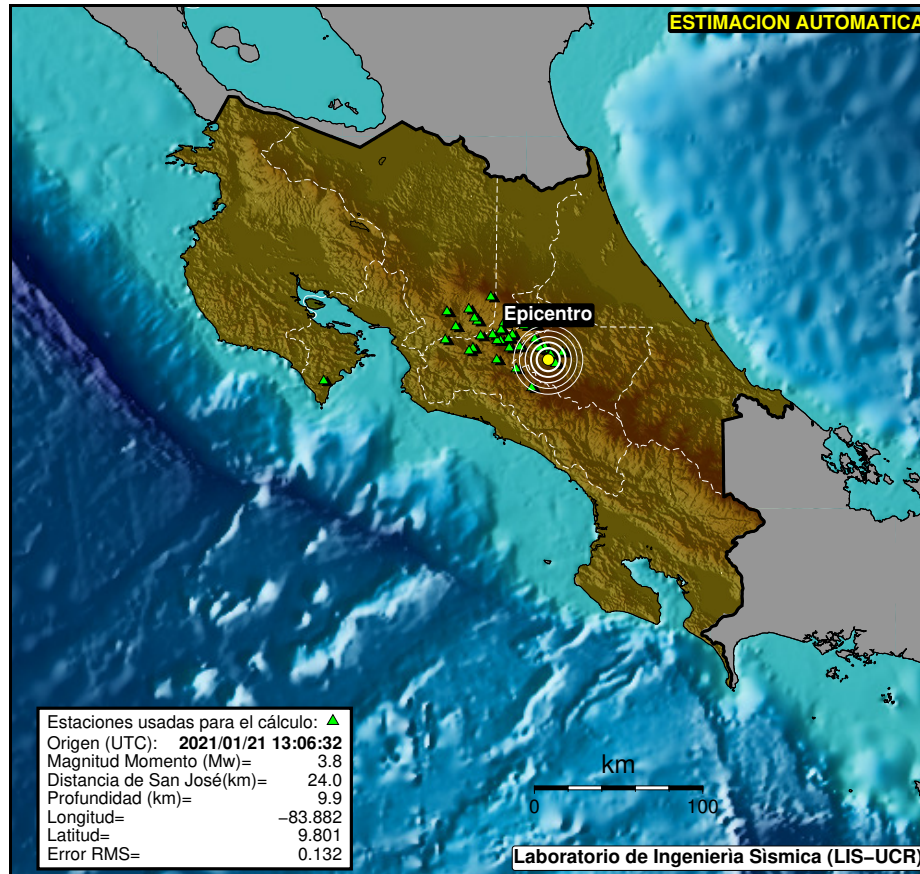 ESTIMACION AUTOMATICA
Epicentro
Estaciones usadas para el cálculo:
Origen (UTC): 2021/01/21 13:06:32
Magnitud Momento (Mw)= 3.8
Distancia de San José(km)= 24.0
Profundidad (km)= 9.9
Longitud= −83.882
Latitud= 9.801
Error RMS= 0.132
km
0 100
Laboratorio de Ingenierìa Sìsmica (LIS−UCR)